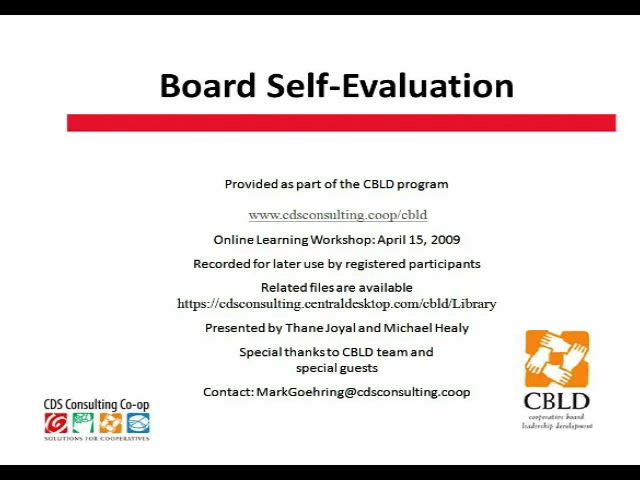 Board Self-Evaluation
Provided as part of the CBLD program
www.cdsconsulting.coop/cbld
Online Learning Workshop: April 15, 2009
Recorded for later use by registered participants
Related files are available
https://cdsconsulting.centraldesktop.com/cbld/Library
Presented by Thane Joyal and Michael Healy
Special thanks to CBLD team and
special guests
Contact: MarkGoehring@cdsconsulting.coop
CDS Consulting Co-op
SOLUTIONS FOR COOPERATIVES
CBLD
cooperative board
leadership development